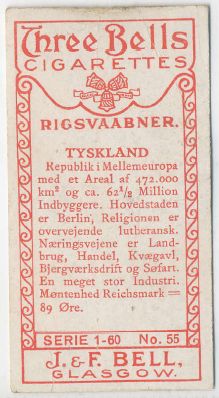 Three Bells
CIGARETTES
RIGSVAABNER.
TYSKLAND
Republik i Mellemeuropa
med et Areal af 472.000
km² og ca. 62½ Million
Indbyggere. Hovedstaden
er Berlin, Religionen er
overvejende lutheransk.
Næringsvejene er Land-
brug, Handel, Kvægavl,
Bjergværksdrift og Søfart.
En meget stor Industri.
Møntenhed Reichsmark =
89 Øre.
SERIE 1-60 No. 55
J. & F. BELL,
GLASGOW.